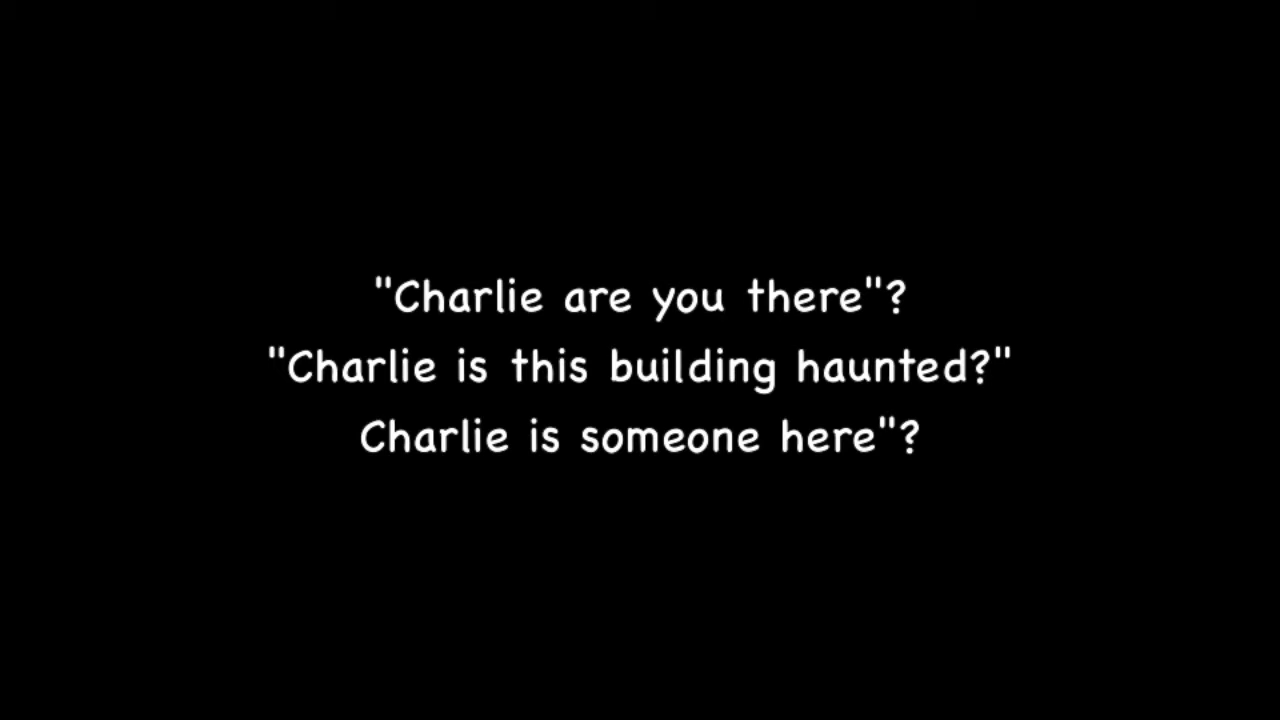 "Charlie are you there"?
"Charlie is this building haunted?"
Charlie is someone here"?